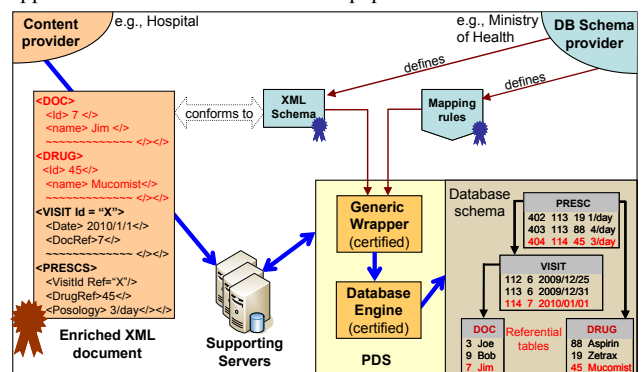 Content provider
e.g., Hospital
e.g., Ministry of Health
DB Schema provider
defines
defines
<DOC>
<Id> 7 </>
<name> Jim </>
~~~~~~~~~~~~~ </></>
<DRUG>
<Id> 45</>
<name> Mucomist</>
~~~~~~~~~~~~~ </></>
<VISIT Id = “X”>
<Date> 2010/1/1</>
<DocRef>7</>
~~~~~~~~~~~~~ </></>
<PRESCS>
<VisitId Ref=”X”/>
<DrugRef>45</>
<Posology> 3/day</></>
Enriched XML document
conforms to
XML Schema
Mapping rules
Supporting Servers
Generic Wrapper
(certified)
Database Engine
(certified)
PDS
Database schema
PRESC
402 113 19 1/day
403 113 88 4/day
404 114 45 3/day
VISIT
112 6 2009/12/25
113 6 2009/12/31
114 7 2010/01/01
DOC
3 Joe
9 Bob
7 Jim
Referential tables
DRUG
88 Aspirin
19 Zetrax
45 Mucomist